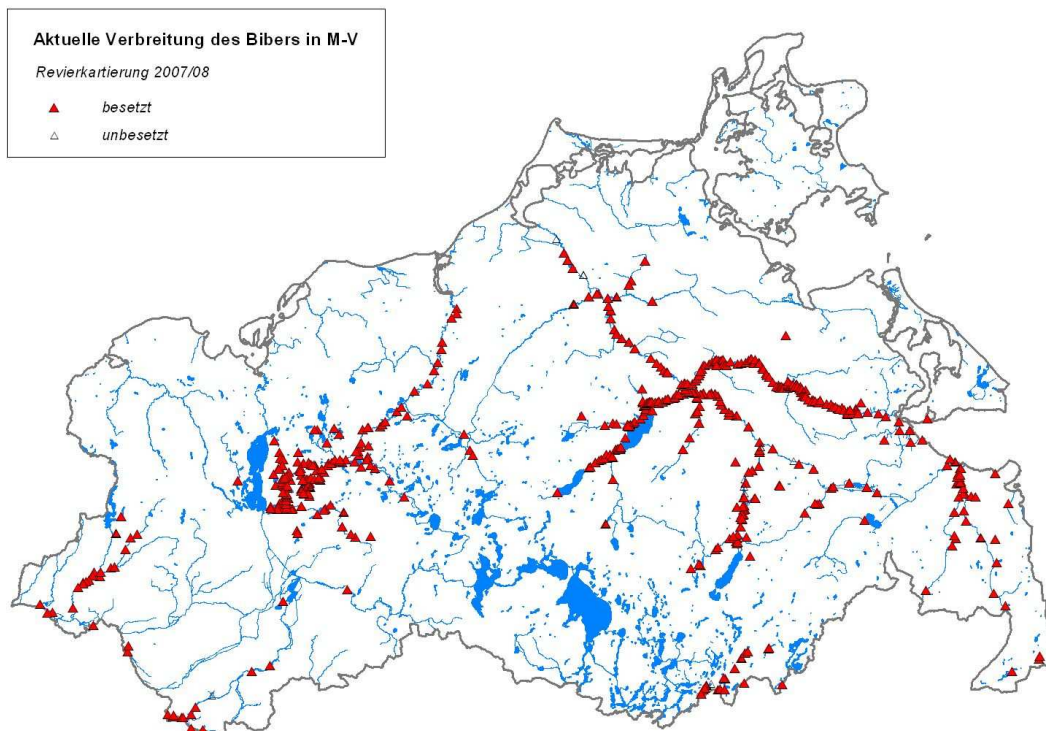 Aktuelle Verbreitung des Bibers in M-V
Revierkartierung 2007/08
besetzt
unbesetzt